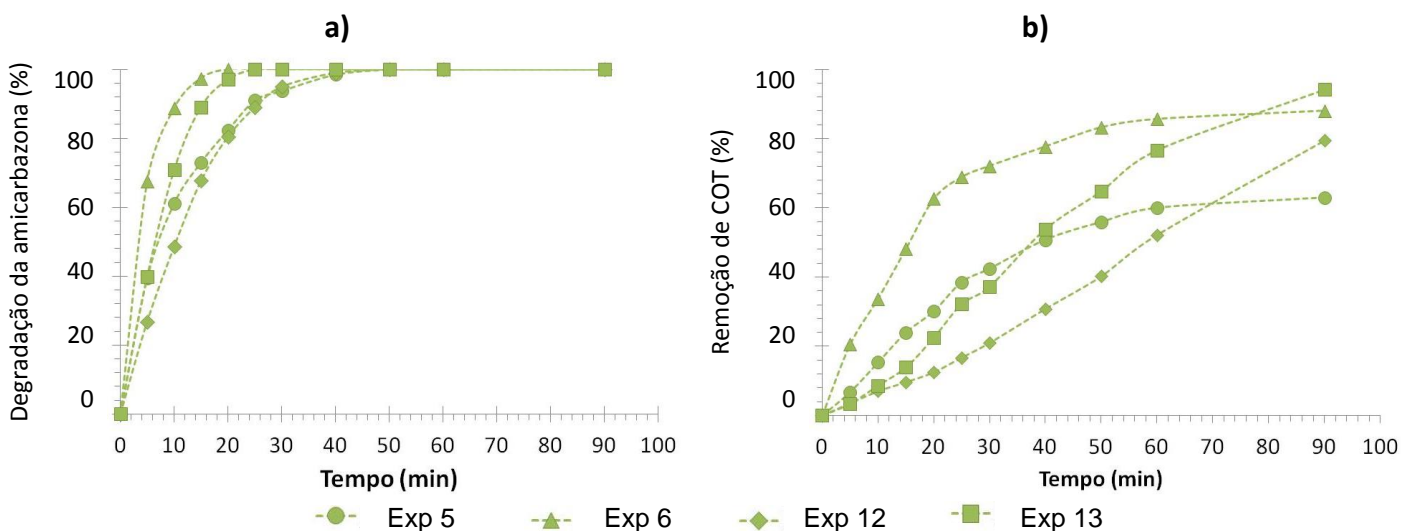 a)
Degradação da amicarbazona (%)
100
80
60
40
20
0
0 10 20 30 40 50 60 70 80 90 100
Tempo (min)
b)
Remoção de COT (%)
100
80
60
40
20
0
0 10 20 30 40 50 60 70 80 90 100
Tempo (min)
Exp 5 Exp 6 Exp 12 Exp 13